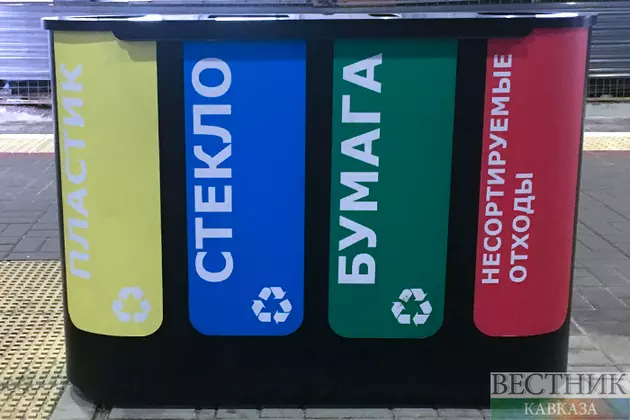 ПЛАСТИК
СТЕКЛО
БУМАГА
НЕСОРТИРУЕМЫЕ
ОТХОДЫ
ВЕСТНИК
КАВКАЗА